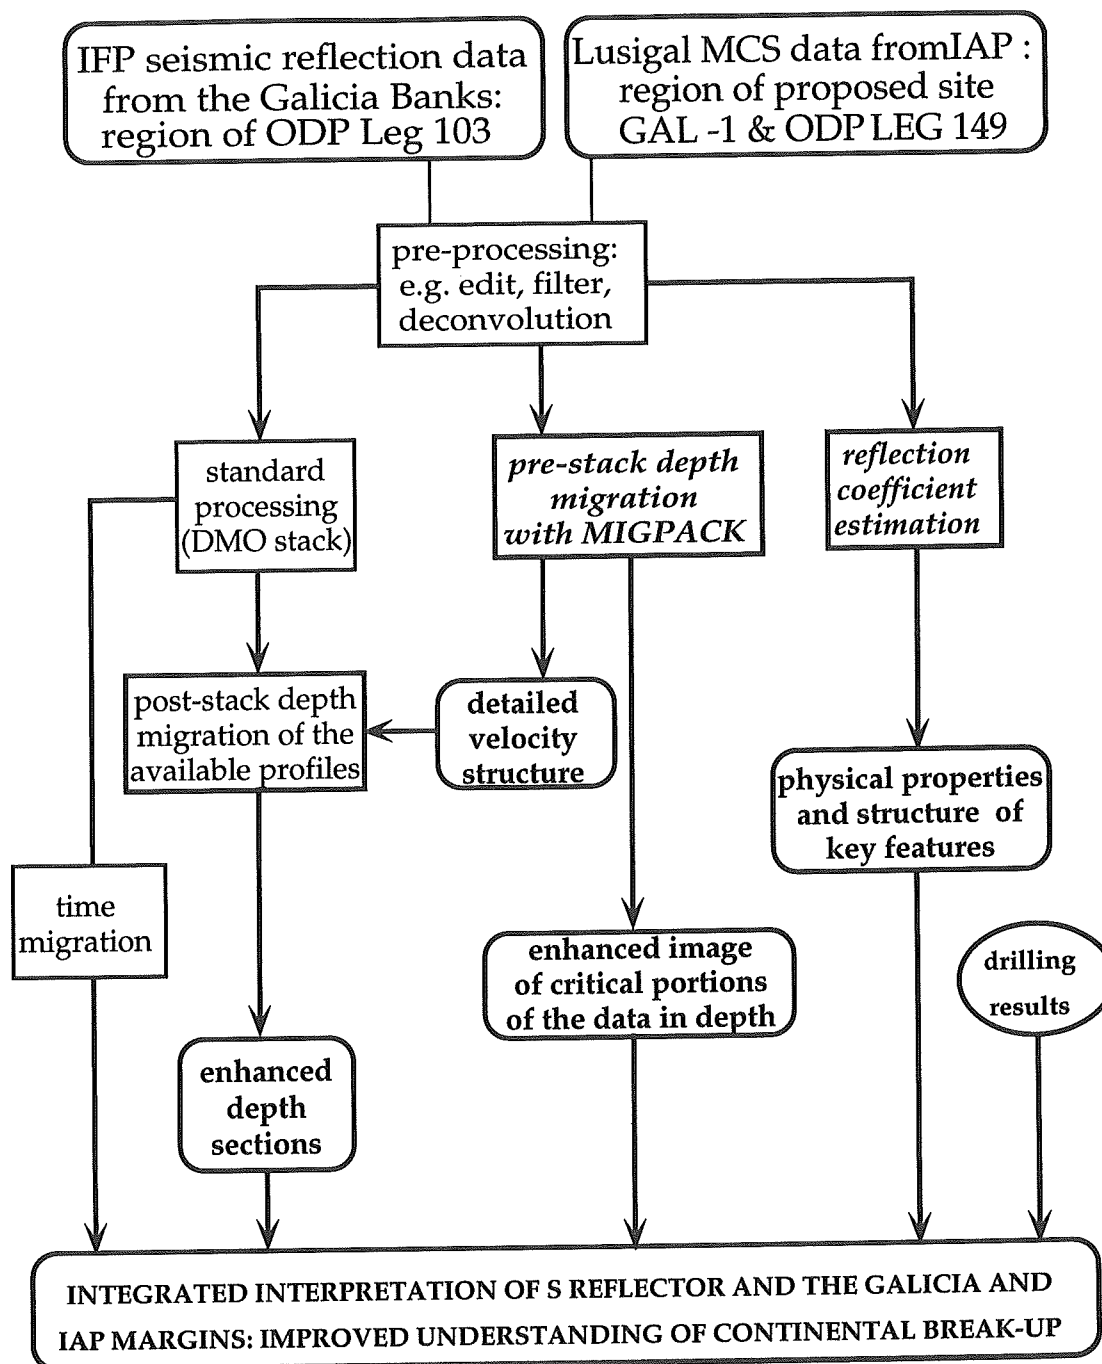 IFP seismic reflection data
from the Galicia Banks:
region of ODP Leg 103
Lusigal MCS data fromIAP :
region of proposed site
GAL -1 & ODP LEG 149
pre-processing:
e.g. edit, filter,
deconvolution
standard
processing
(DMO stack)
pre-stack depth
migration
with MIGPACK
reflection
coefficient
estimation
post-stack depth
migration of the
available profiles
detailed
velocity
structure
physical properties
and structure of
key features
time
migration
enhanced image
of critical portions
of the data in depth
drilling
results
enhanced
depth
sections
INTEGRATED INTERPRETATION OF S REFLECTOR AND THE GALICIA AND
IAP MARGINS: IMPROVED UNDERSTANDING OF CONTINENTAL BREAK-UP